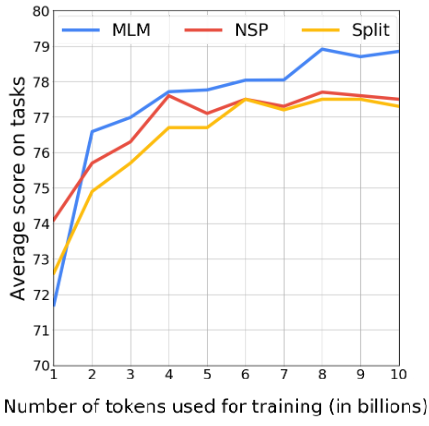 MLM NSP Split
80
79
78
77
76
75
74
73
72
71
70
Average score on tasks
1 2 3 4 5 6 7 8 9 10
Number of tokens used for training (in billions)